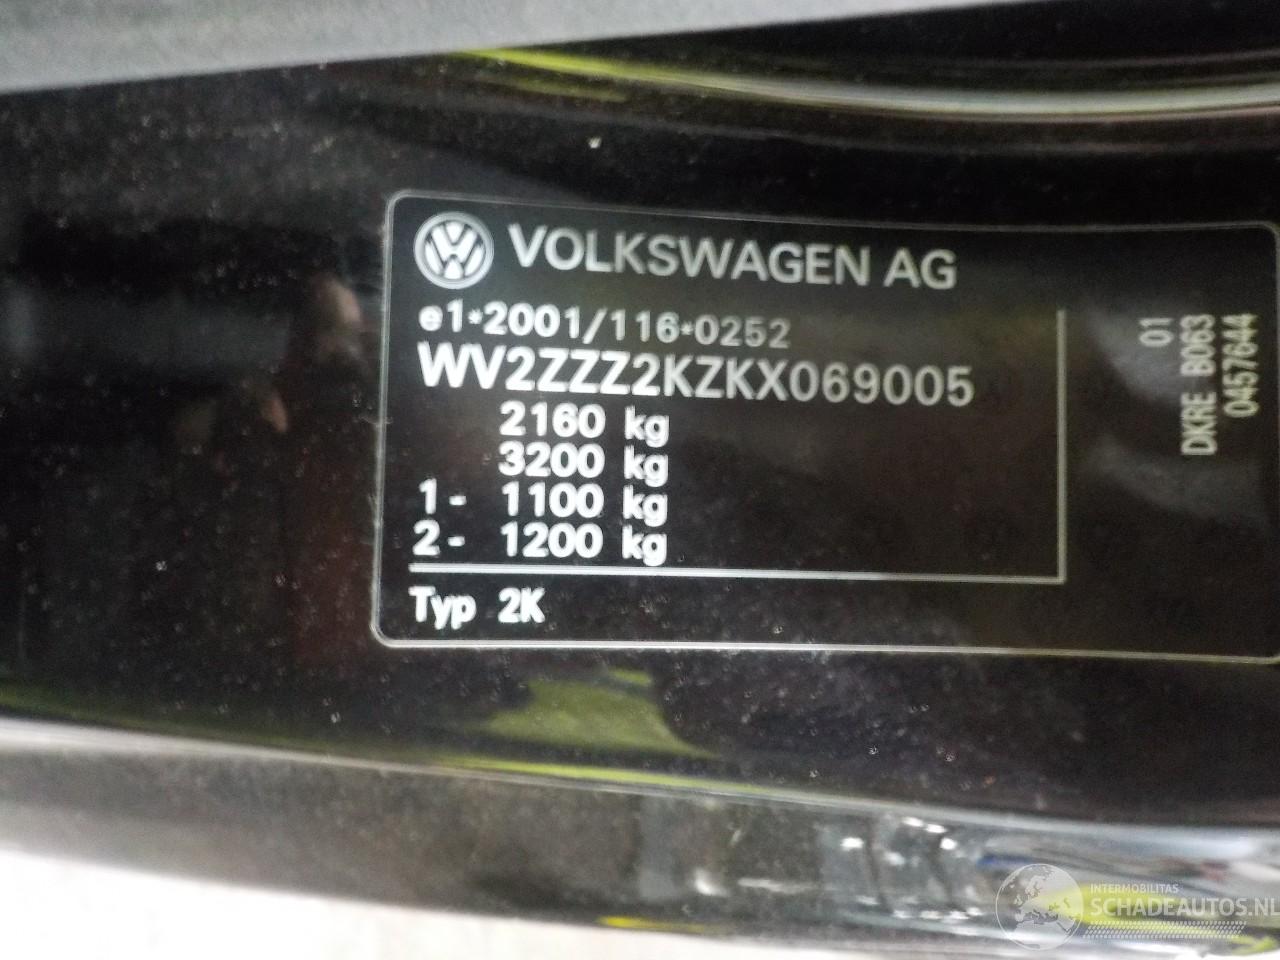 VOLKSWAGEN AG
e1*2001/116*0252
WV2ZZZ2KZKX069005
2160 kg
3200 kg
1- 1100 kg
2- 1200 kg
Typ 2K
01
DKRE B063
0457644
INTERMOBILITAS
SCHADEAUTOS.NL